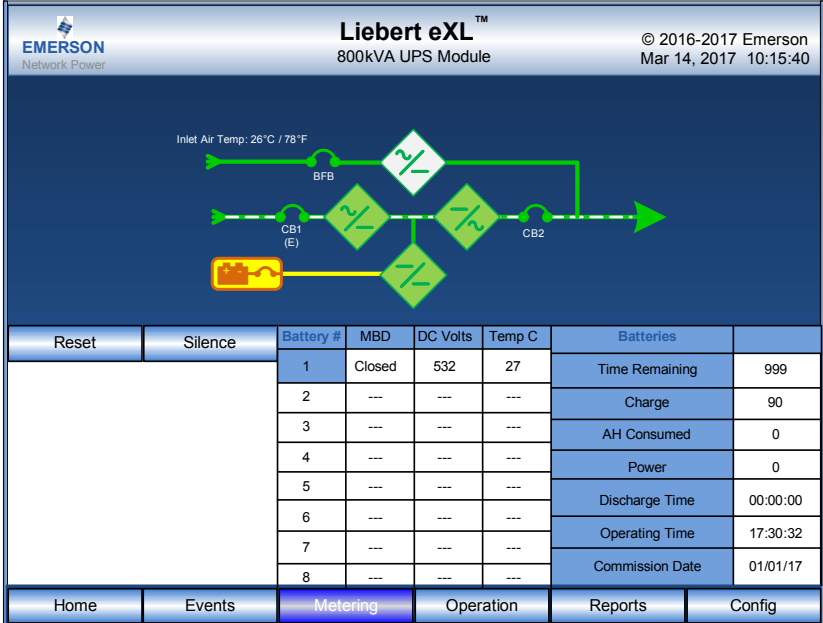 EMERSON
Network Power
Liebert eXL™
800kVA UPS Module
© 2016-2017 Emerson
Mar 14, 2017 10:15:40
Inlet Air Temp: 26°C / 78°F
BFB
CB1
(E)
CB2
Reset Silence
Battery # MBD DC Volts Temp C
1 Closed 532 27
2 --- --- ---
3 --- --- ---
4 --- --- ---
5 --- --- ---
6 --- --- ---
7 --- --- ---
8 --- --- ---
Batteries
Time Remaining 999
Charge 90
AH Consumed 0
Power 0
Discharge Time 00:00:00
Operating Time 17:30:32
Commission Date 01/01/17
Home Events Metering Operation Reports Config